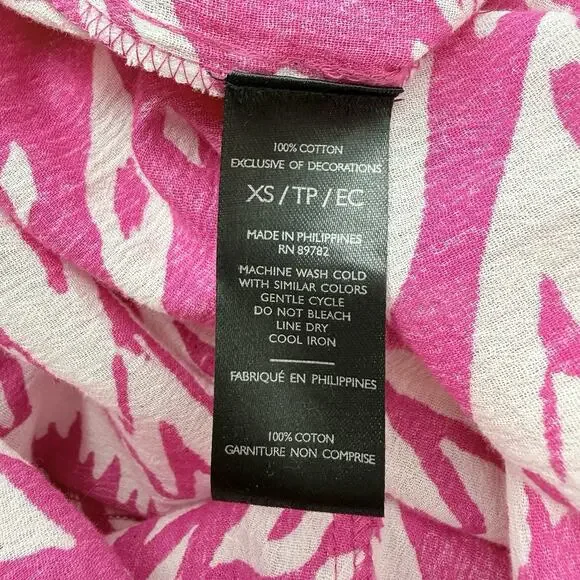 100% COTTON
EXCLUSIVE OF DECORATIONS
XS / TP / EC
MADE IN PHILIPPINES
RN 89782
MACHINE WASH COLD
WITH SIMILAR COLORS
GENTLE CYCLE
DO NOT BLEACH
LINE DRY
COOL IRON
FABRIQUÉ EN PHILIPPINES
100% COTON
GARNITURE NON COMPRISE